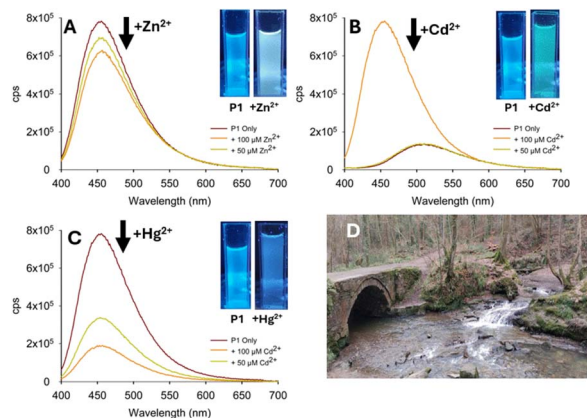 A
+Zn²⁺
P1 +Zn²⁺
P1 Only
+ 100 µM Zn²⁺
+ 50 µM Zn²⁺
8x10⁵
6x10⁵
4x10⁵
2x10⁵
0
cps
400 450 500 550 600 650 700
Wavelength (nm)
B
+Cd²⁺
P1 +Cd²⁺
P1 Only
+ 100 µM Cd²⁺
+ 50 µM Cd²⁺
8x10⁵
6x10⁵
4x10⁵
2x10⁵
0
cps
400 450 500 550 600 650 700
Wavelength (nm)
C
+Hg²⁺
P1 +Hg²⁺
P1 Only
+ 100 µM Cd²⁺
+ 50 µM Cd²⁺
8x10⁵
6x10⁵
4x10⁵
2x10⁵
0
cps
400 450 500 550 600 650 700
Wavelength (nm)
D